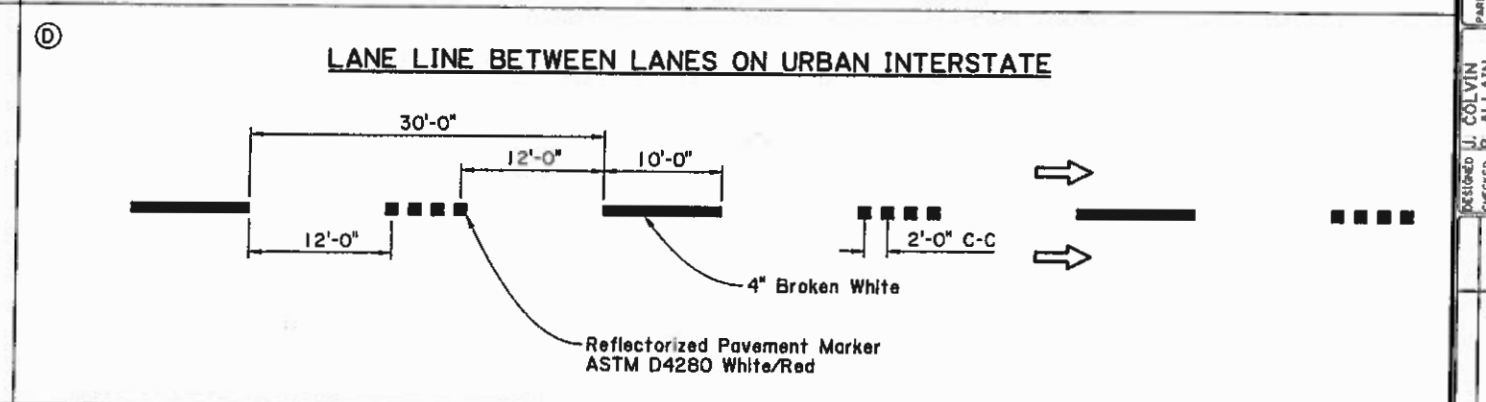 D
LANE LINE BETWEEN LANES ON URBAN INTERSTATE
30'-0"
12'-0"
10'-0"
12'-0"
2'-0" C-C
4" Broken White
Reflectorized Pavement Marker
ASTM D4280 White/Red
DESIGNED J. COLVIN